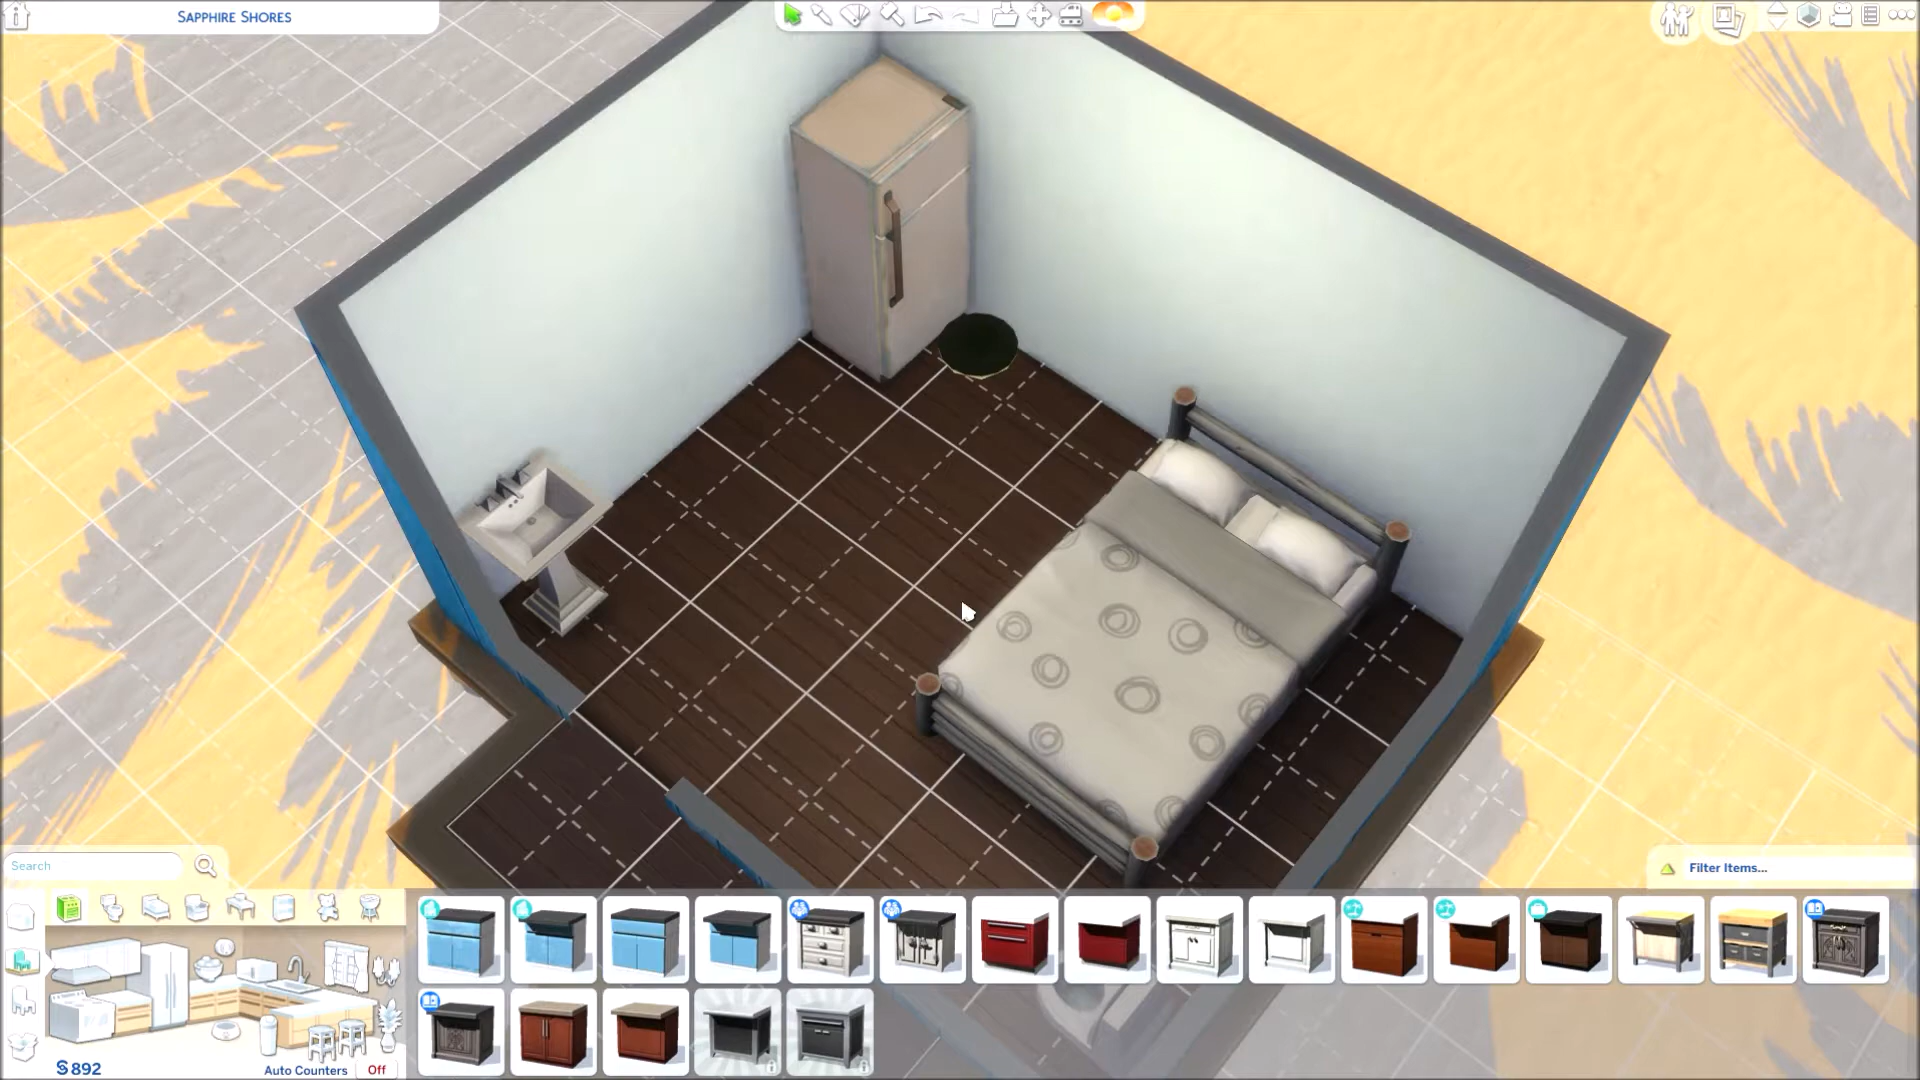 SAPPHIRE SHORES
Search
Filter Items...
§892
Auto Counters Off